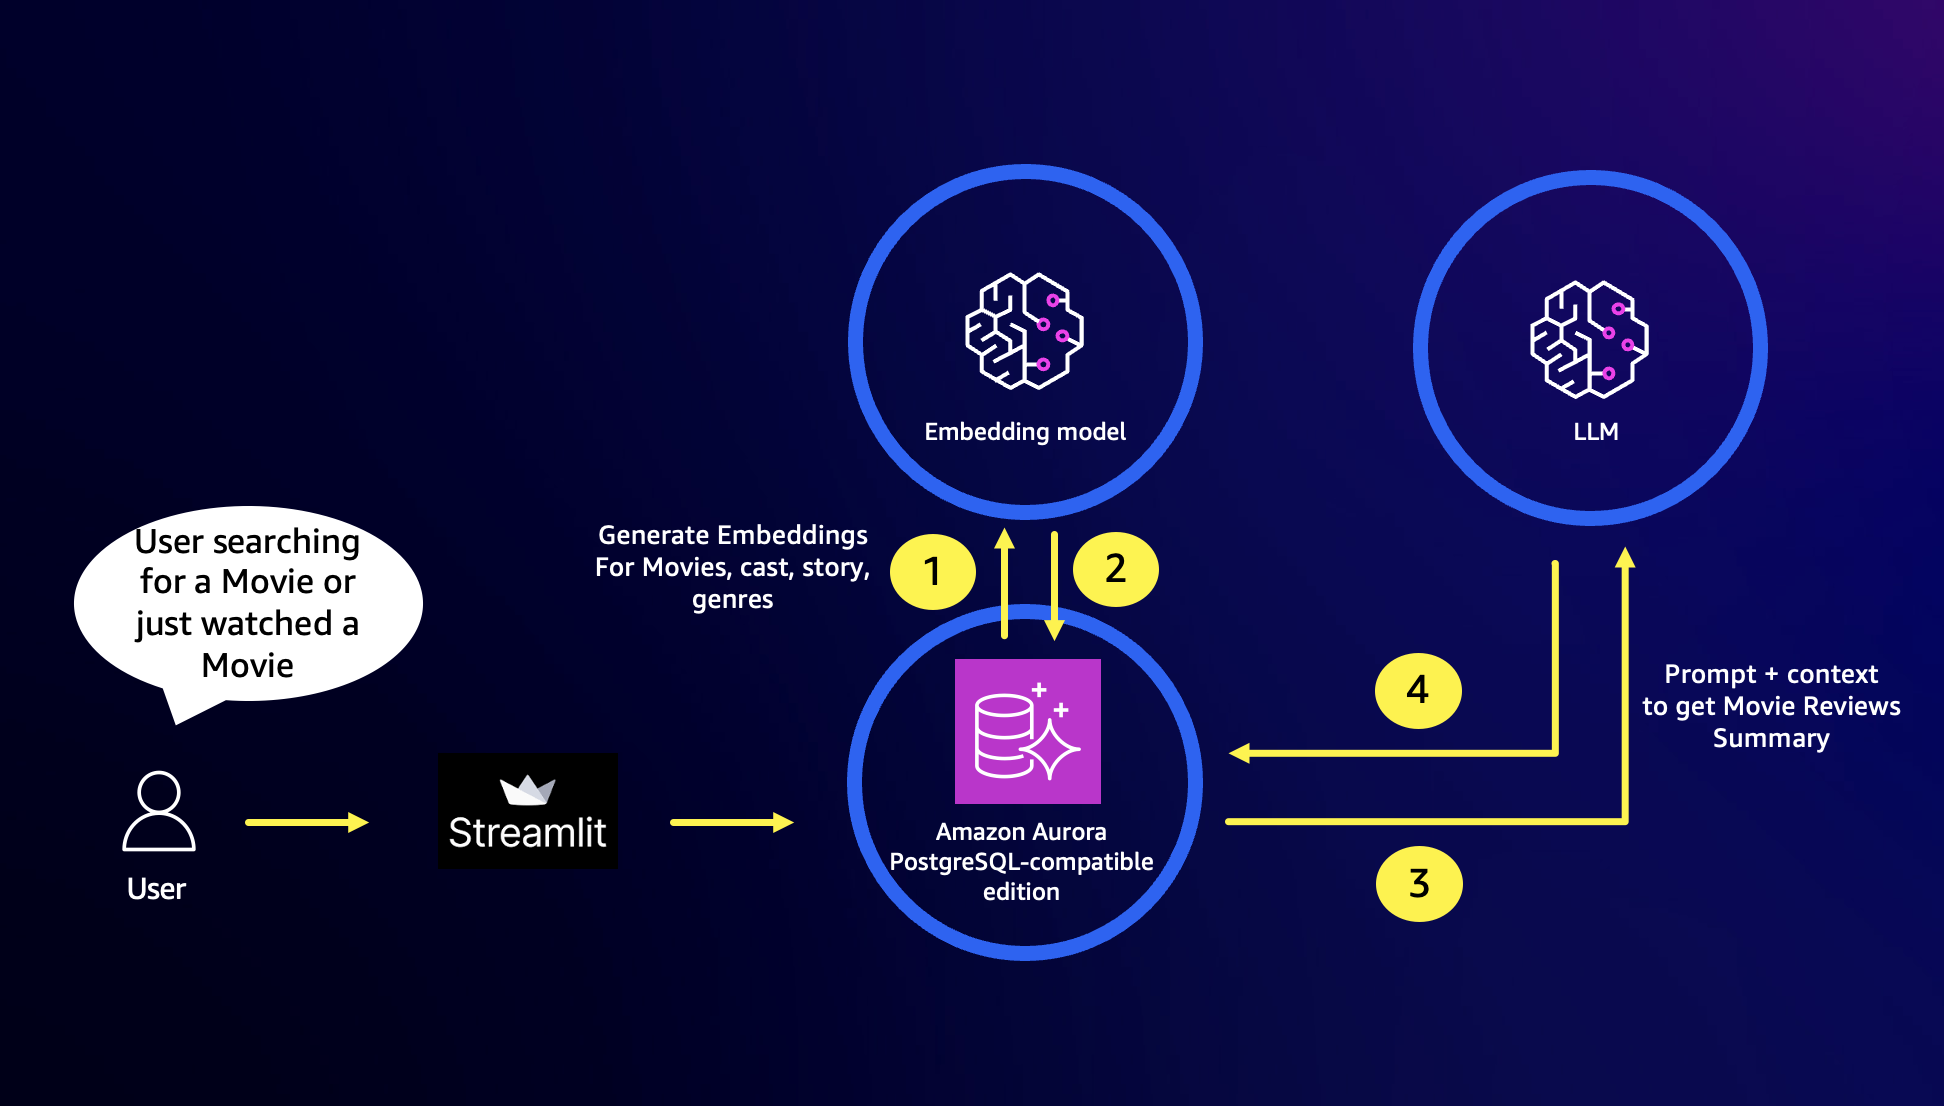 Embedding model
LLM
User searching
for a Movie or
just watched a
Movie
Generate Embeddings
For Movies, cast, story,
genres
1
2
4
Prompt + context
to get Movie Reviews
Summary
User
Streamlit
Amazon Aurora
PostgreSQL-compatible
edition
3